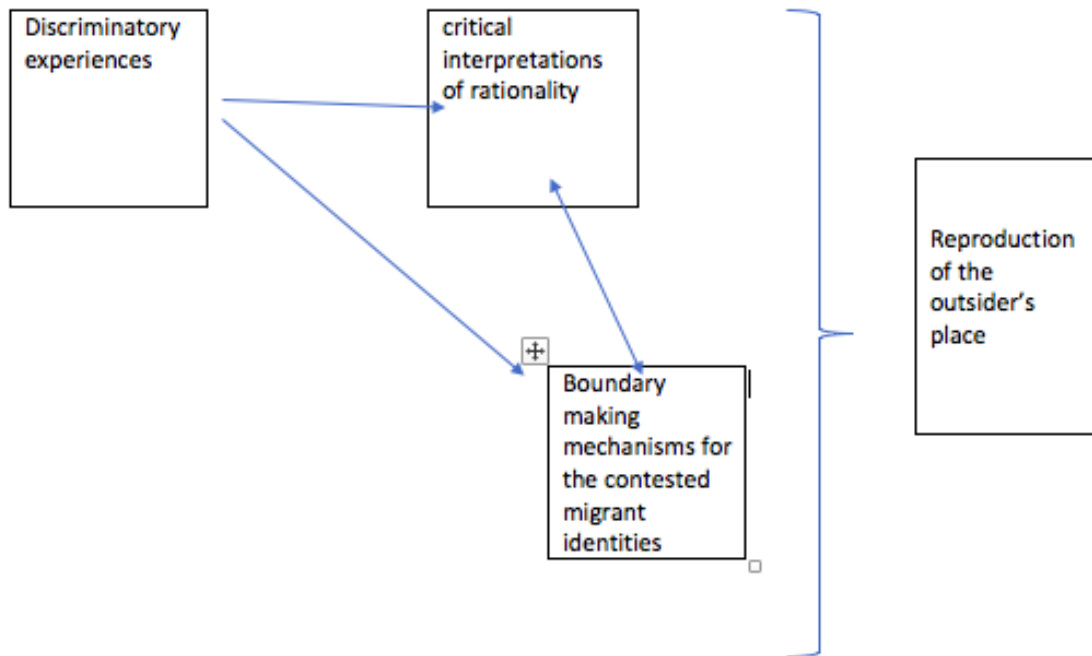 Discriminatory
experiences
critical
interpretations
of rationality
Boundary
making
mechanisms for
the contested
migrant
identities
Reproduction
of the
outsider’s
place